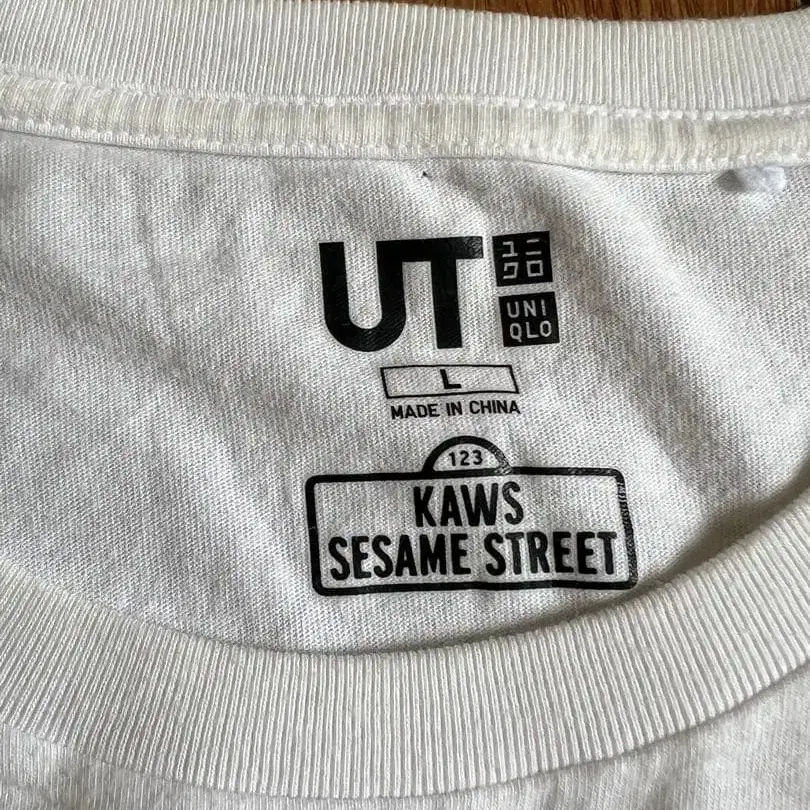 UT
ユニ
クロ
UNI
QLO
L
MADE IN CHINA
123
KAWS
SESAME STREET